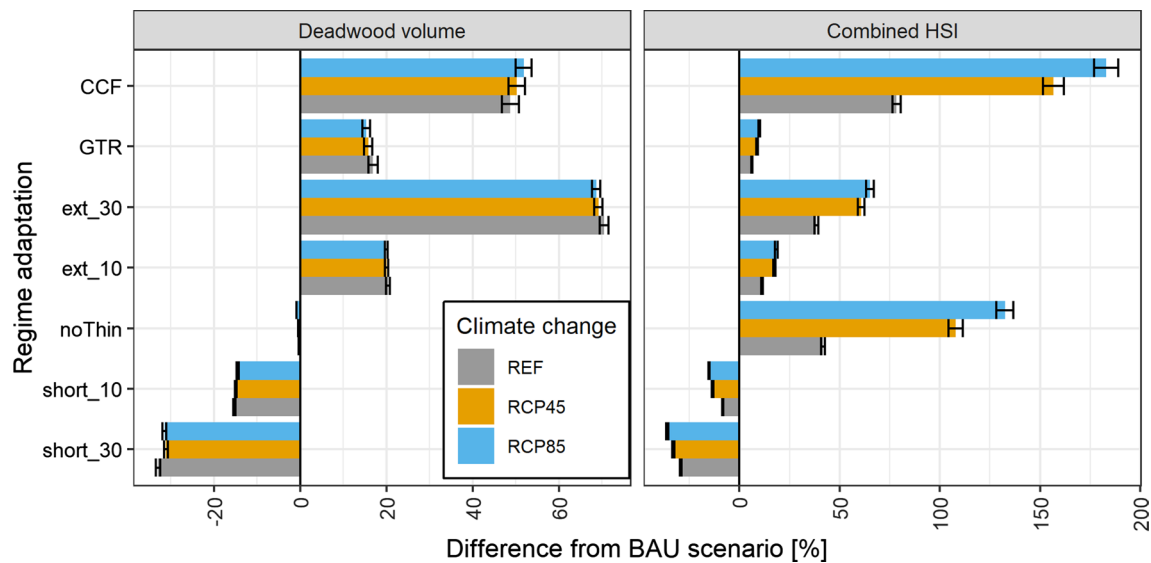 Deadwood volume
Combined HSI
Regime adaptation
CCF
GTR
ext_30
ext_10
noThin
short_10
short_30
Climate change
REF
RCP45
RCP85
-20
0
20
40
60
0
50
100
150
200
Difference from BAU scenario [%]